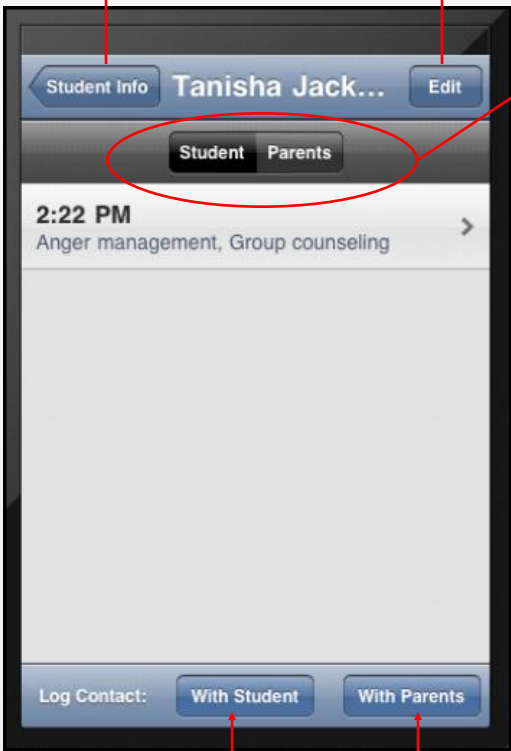 Student Info Tanisha Jack... Edit
Student Parents
2:22 PM
Anger management, Group counseling
Log Contact: With Student With Parents